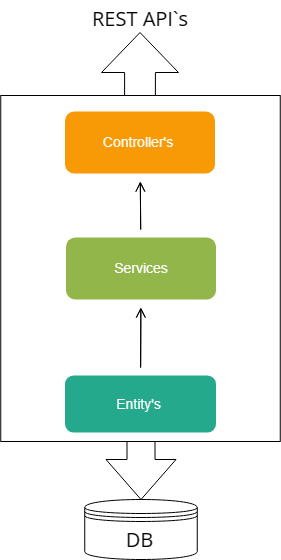 REST API`s
Controller's
Services
Entity's
DB